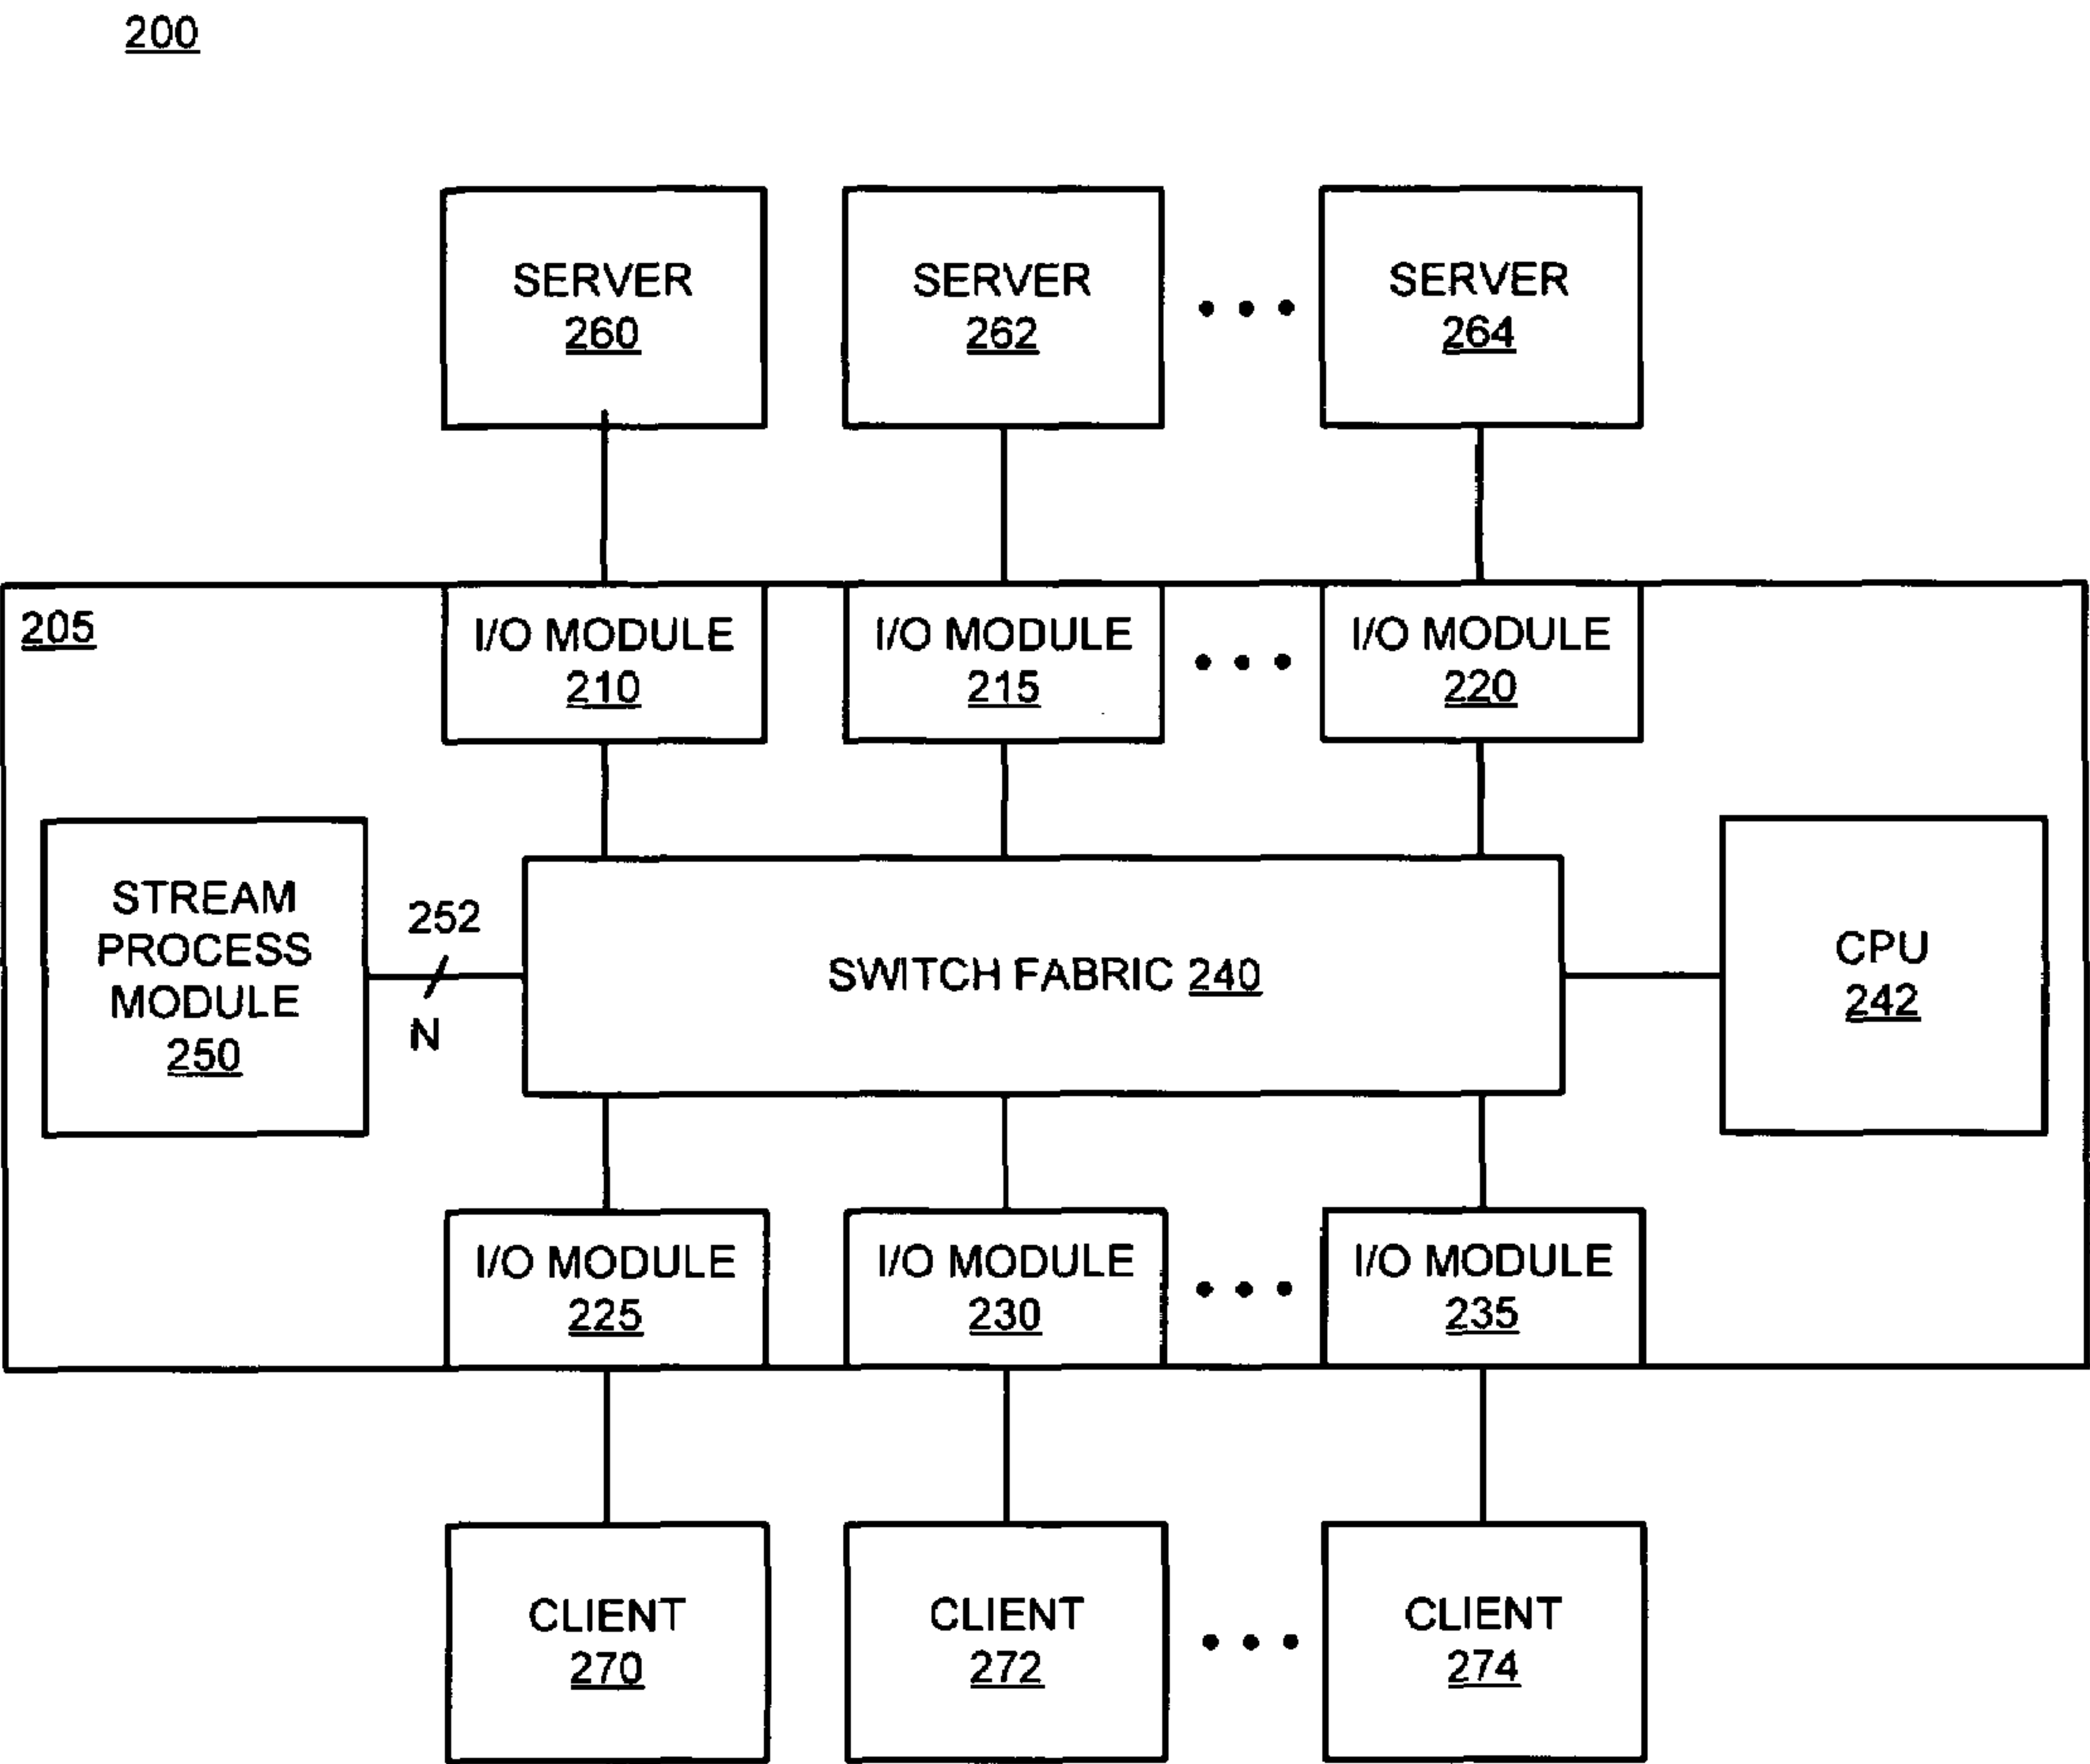 200
SERVER
260
SERVER
262
SERVER
264
205
I/O MODULE
210
I/O MODULE
215
I/O MODULE
220
STREAM
PROCESS
MODULE
250
252
N
SWITCH FABRIC 240
CPU
242
I/O MODULE
225
I/O MODULE
230
I/O MODULE
235
CLIENT
270
CLIENT
272
CLIENT
274